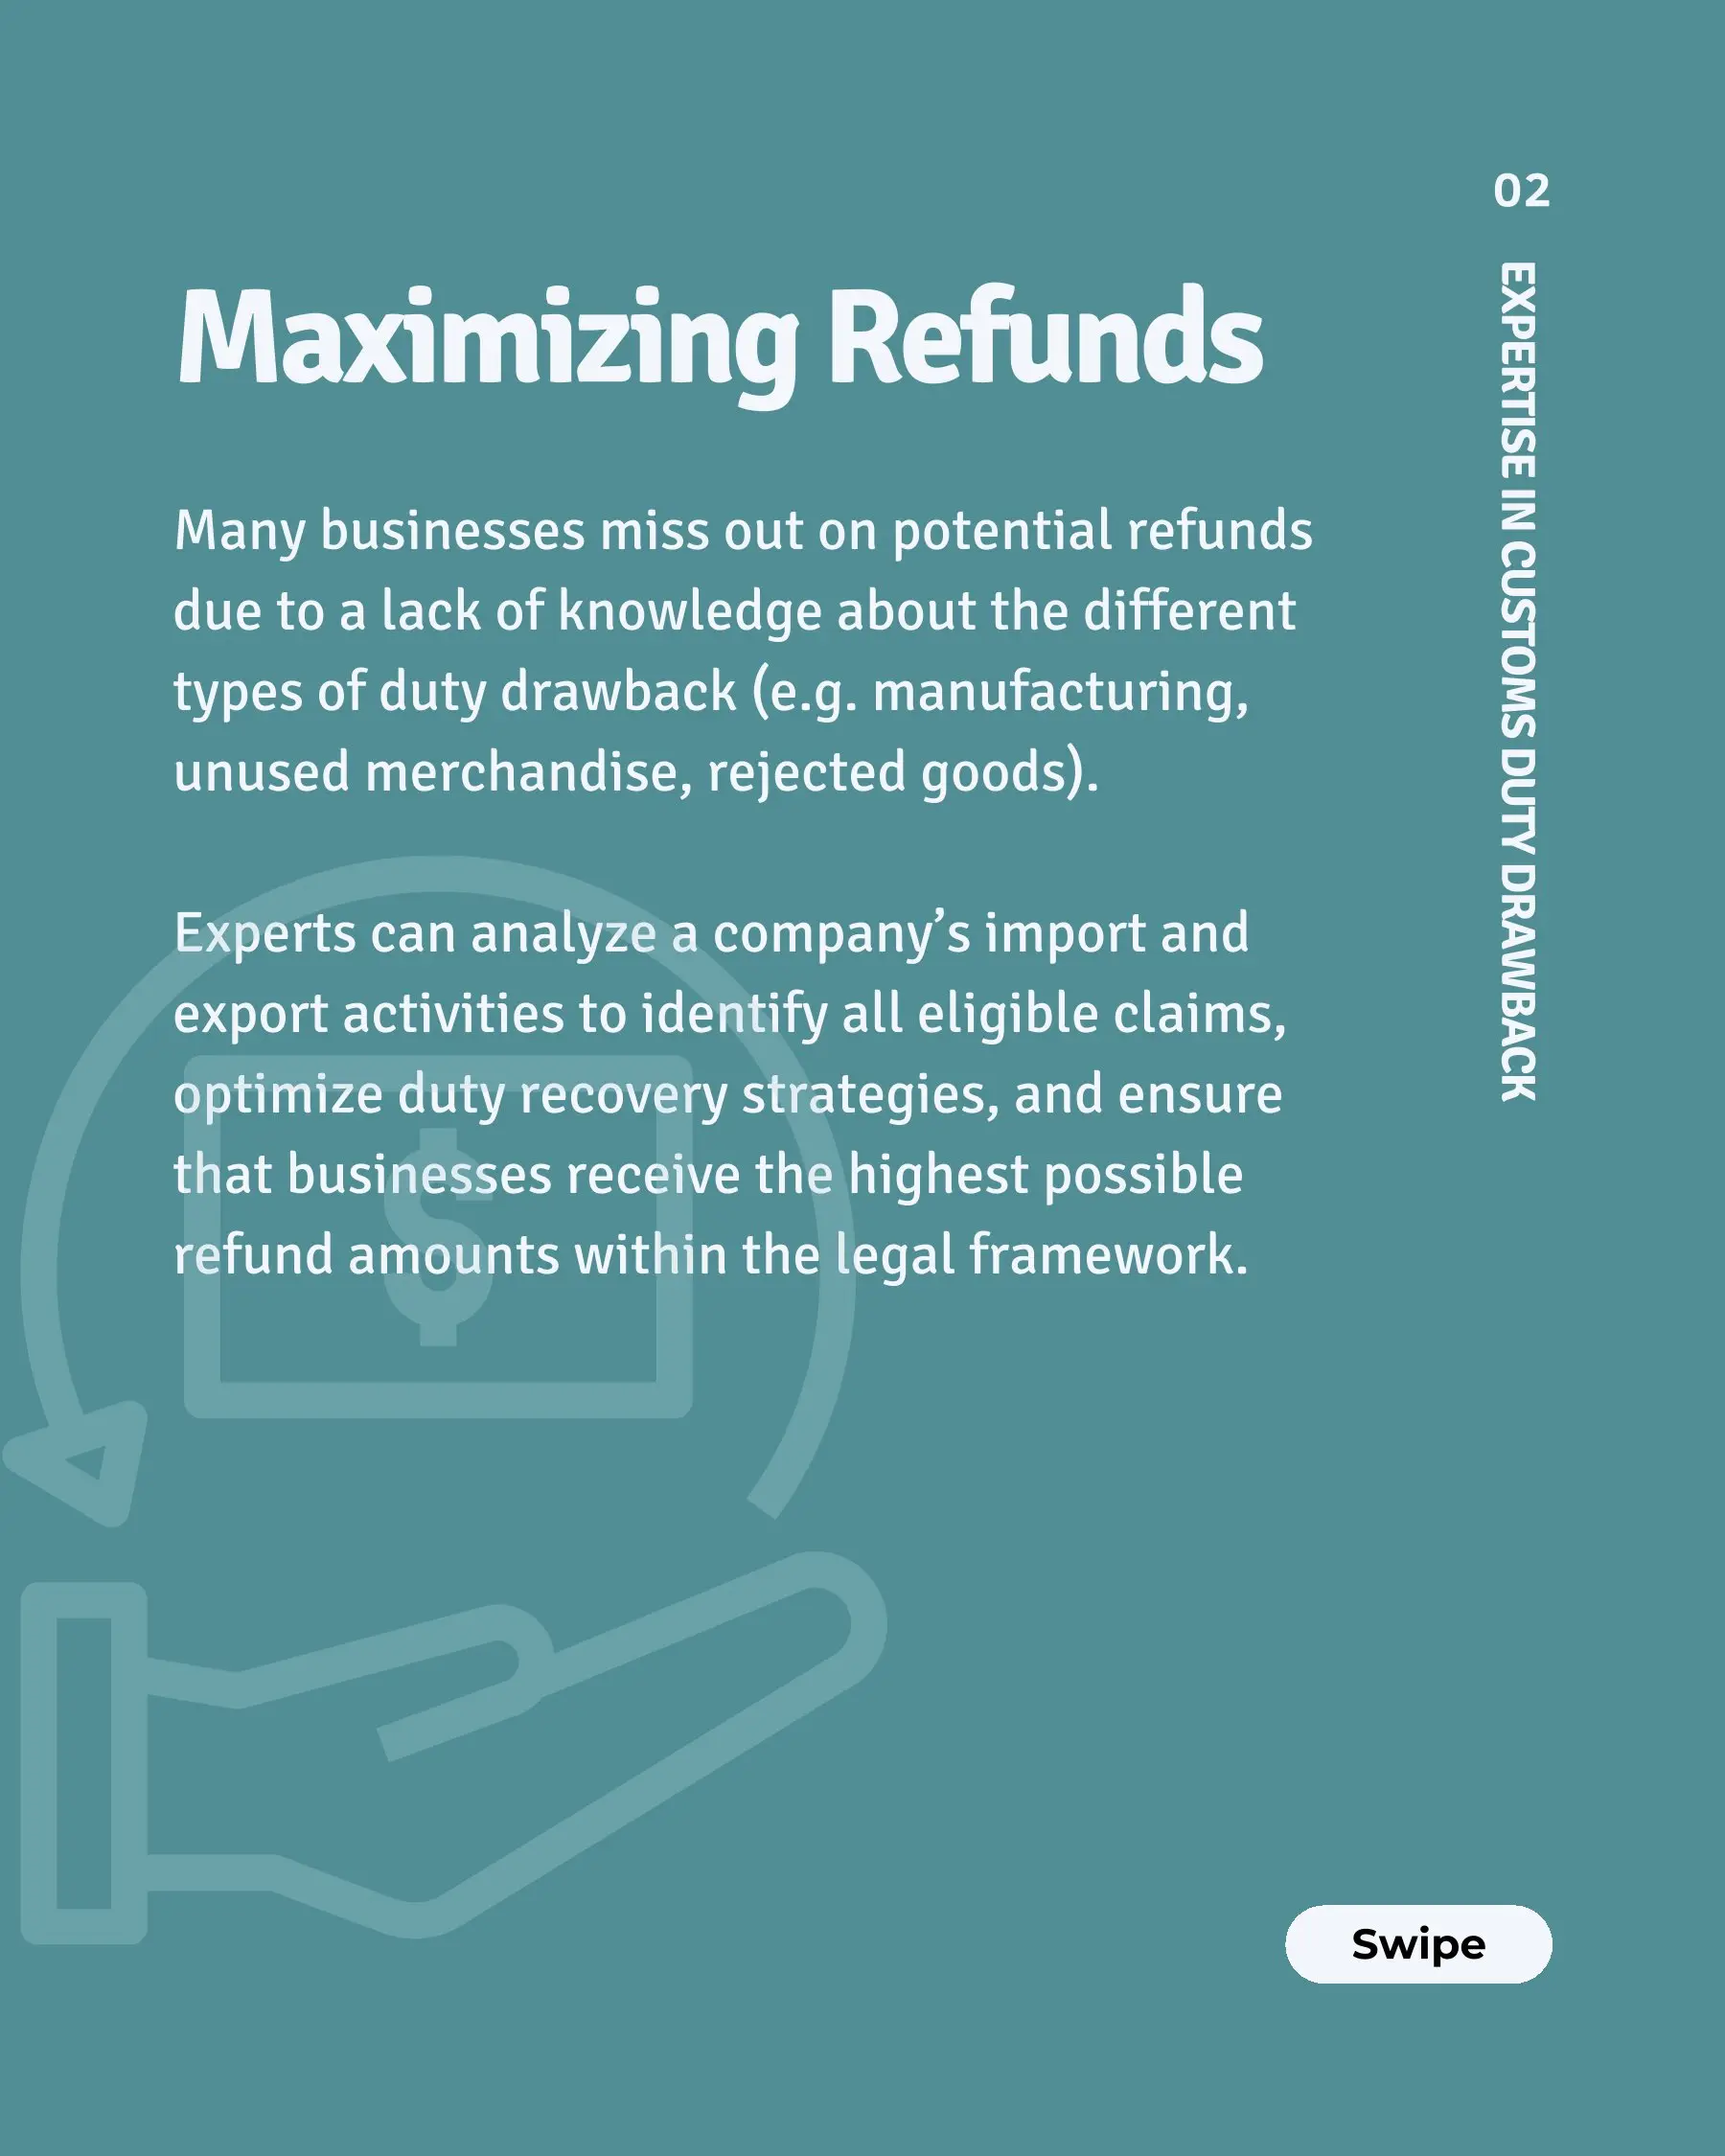 02
EXPERTISE IN CUSTOMS DUTY DRAWBACK
Maximizing Refunds
Many businesses miss out on potential refunds
due to a lack of knowledge about the different
types of duty drawback (e.g. manufacturing,
unused merchandise, rejected goods).
Experts can analyze a company’s import and
export activities to identify all eligible claims,
optimize duty recovery strategies, and ensure
that businesses receive the highest possible
refund amounts within the legal framework.
$
Swipe